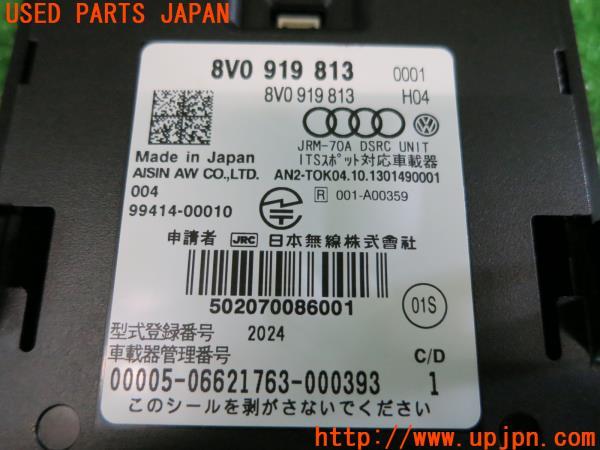 USED PARTS JAPAN
8V0 919 813 0001
8V0 919 813 H04
JRM-70A DSRC UNIT
Made in Japan ITSスポット対応車載器
AISIN AW CO.,LTD. AN2-TOK04.10.1301490001
004 R 001-A00359
99414-00010
申請者 JRC 日本無線株式会社
502070086001 01S
型式登録番号 2024
車載器管理番号 C/D
00005-06621763-000393 1
このシールを剥がさないでください
www.upjpn.com